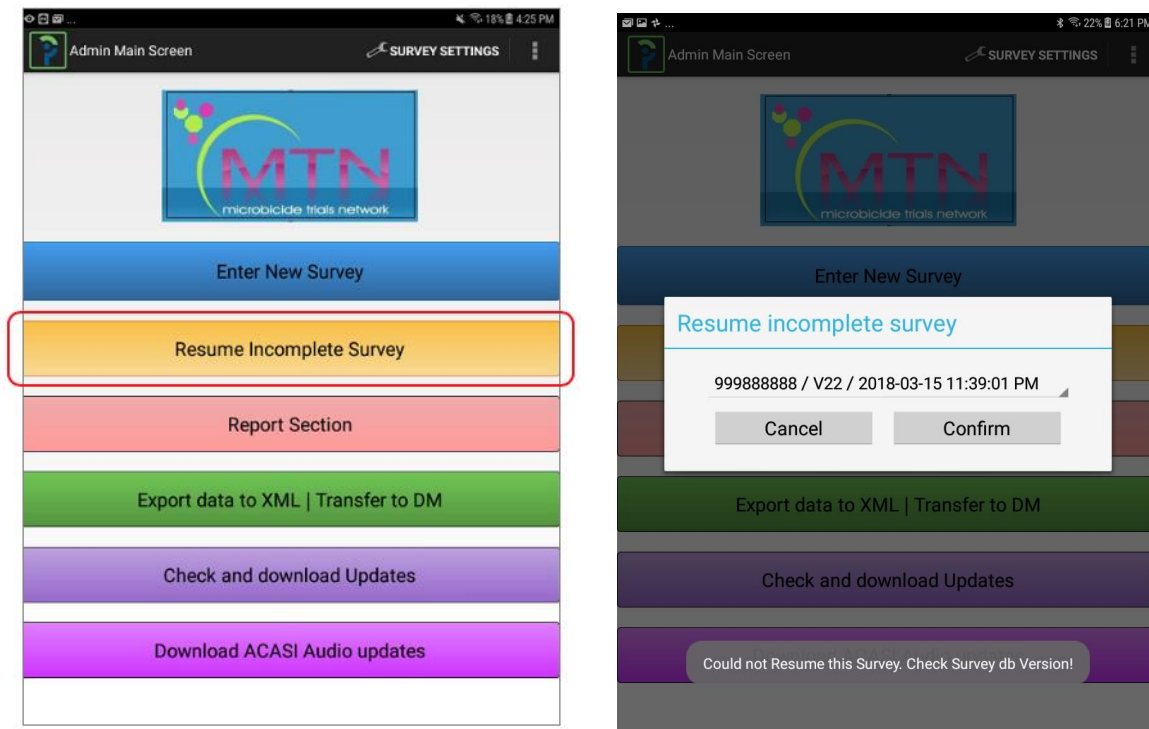 ... 18% 4:25 PM
Admin Main Screen SURVEY SETTINGS
MTN
microbicide trials network
Enter New Survey
Resume Incomplete Survey
Report Section
Export data to XML | Transfer to DM
Check and download Updates
Download ACASI Audio updates
... 22% 6:21 PM
Admin Main Screen SURVEY SETTINGS
MTN
microbicide trials network
Enter New Survey
Resume incomplete survey
999888888 / V22 / 2018-03-15 11:39:01 PM
Cancel Confirm
Export data to XML | Transfer to DM
Check and download Updates
Could not Resume this Survey. Check Survey db Version!